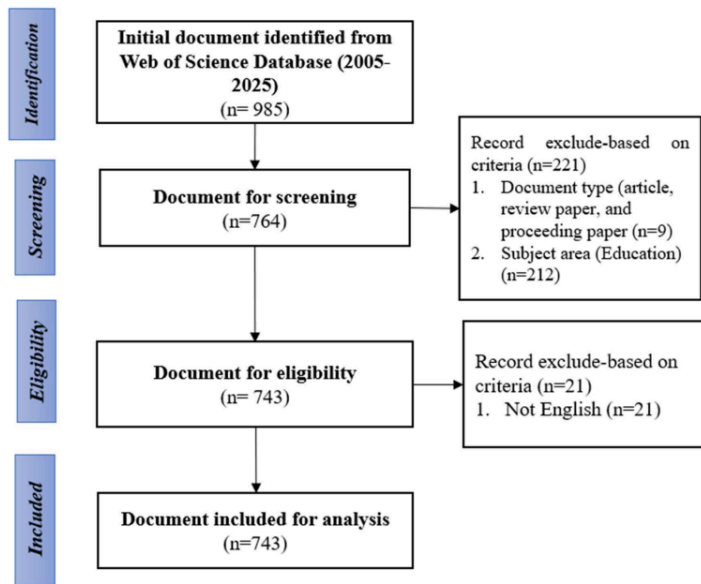 Identification
Initial document identified from
Web of Science Database (2005-
2025)
(n= 985)
Screening
Document for screening
(n=764)
Record exclude-based on
criteria (n=221)
1. Document type (article,
review paper, and
proceeding paper (n=9)
2. Subject area (Education)
(n=212)
Eligibility
Document for eligibility
(n= 743)
Record exclude-based on
criteria (n=21)
1. Not English (n=21)
Included
Document included for analysis
(n=743)